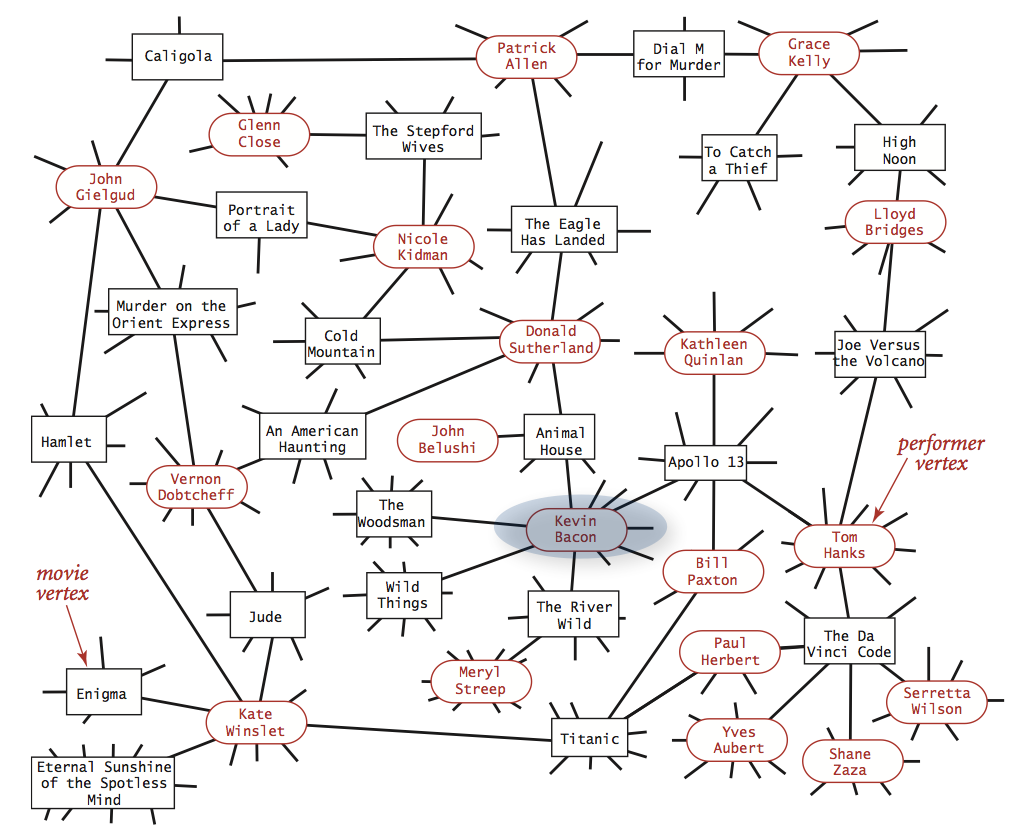 Caligola
Patrick
Allen
Dial M
for Murder
Grace
Kelly
Glenn
Close
The Stepford
Wives
To Catch
a Thief
High
Noon
John
Gielgud
Portrait
of a Lady
Nicole
Kidman
The Eagle
Has Landed
Lloyd
Bridges
Murder on the
Orient Express
Cold
Mountain
Donald
Sutherland
Kathleen
Quinlan
Joe Versus
the Volcano
Hamlet
An American
Haunting
John
Belushi
Animal
House
Apollo 13
performer
vertex
Vernon
Dobtcheff
The
Woodsman
Kevin
Bacon
Tom
Hanks
movie
vertex
Jude
Wild
Things
The River
Wild
Bill
Paxton
Paul
Herbert
The Da
Vinci Code
Enigma
Kate
Winslet
Meryl
Streep
Titanic
Yves
Aubert
Shane
Zaza
Serretta
Wilson
Eternal Sunshine
of the Spotless
Mind